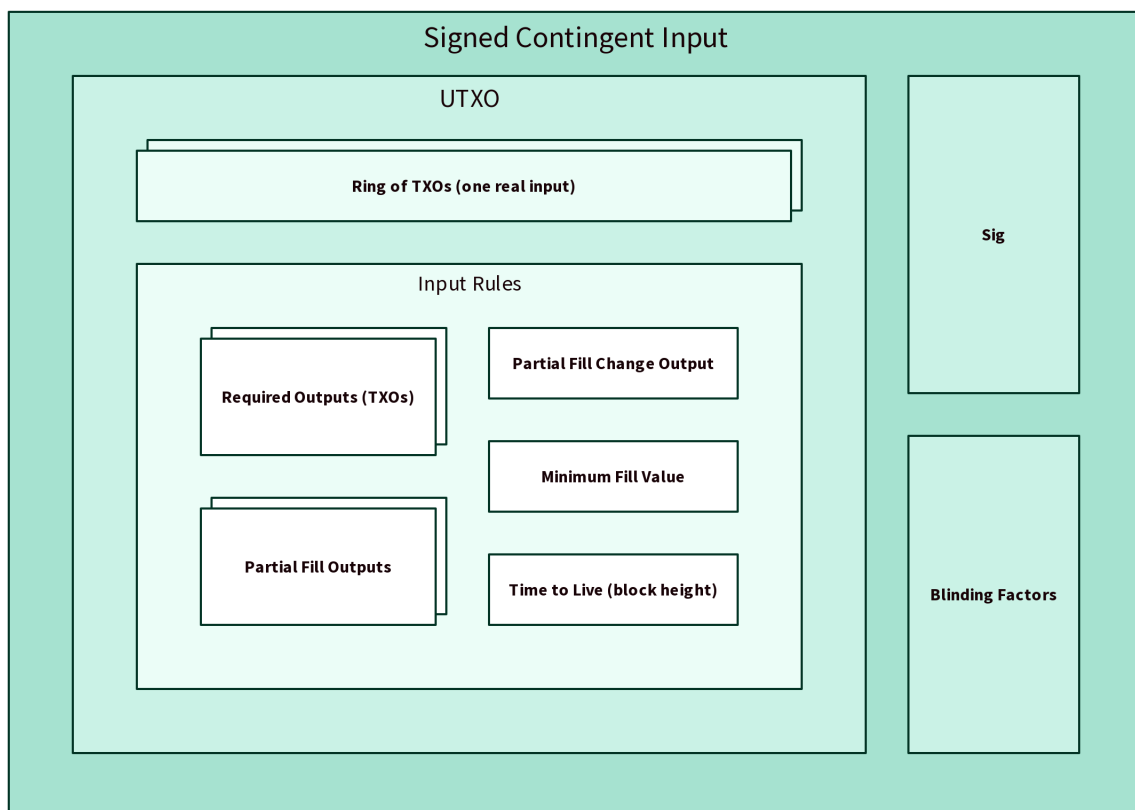 Signed Contingent Input
UTXO
Ring of TXOs (one real input)
Input Rules
Required Outputs (TXOs)
Partial Fill Outputs
Partial Fill Change Output
Minimum Fill Value
Time to Live (block height)
Sig
Blinding Factors